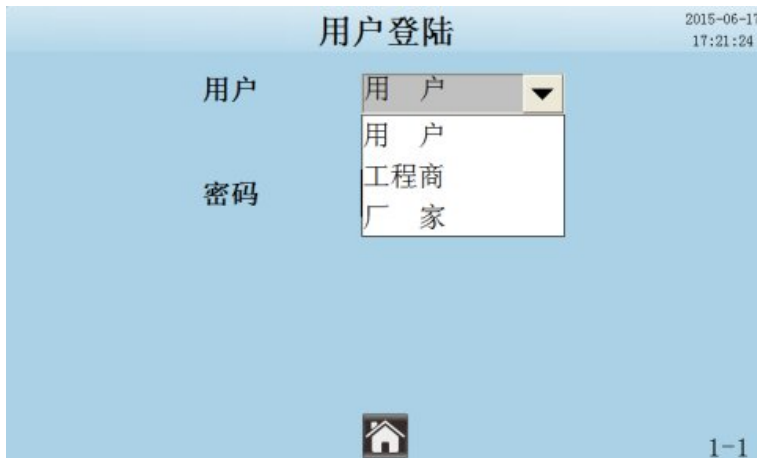 用户登陆
2015-06-17
17:21:24
用户
用　户
用　户
工程商
密码
厂　家
1-1